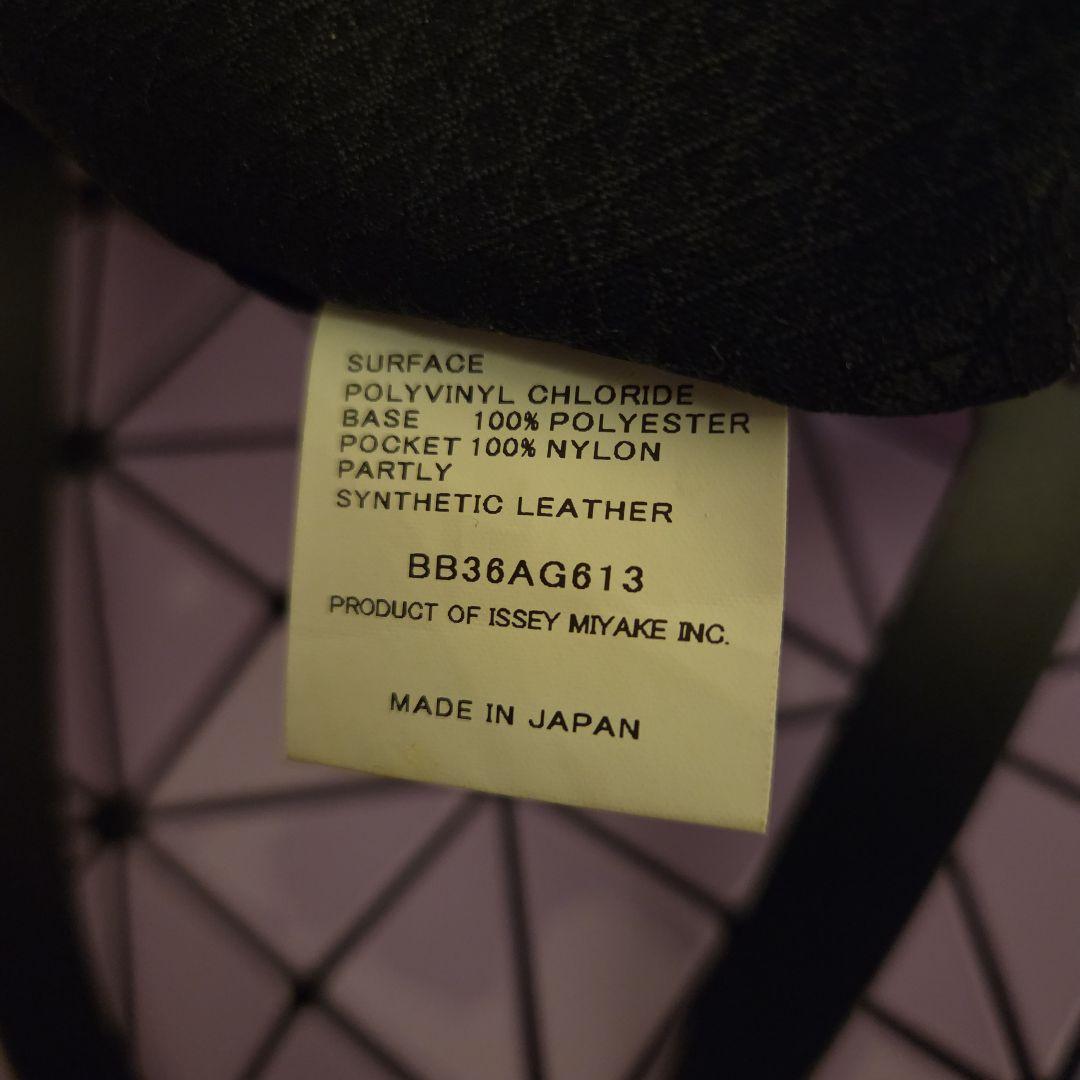 SURFACE
POLYVINYL CHLORIDE
BASE 100% POLYESTER
POCKET 100% NYLON
PARTLY
SYNTHETIC LEATHER
BB36AG613
PRODUCT OF ISSEY MIYAKE INC.
MADE IN JAPAN